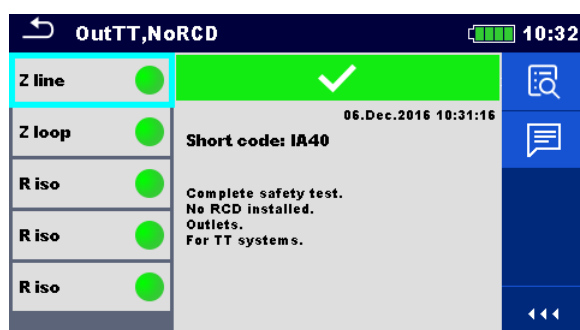 OutTT,NoRCD
10:32
Z line
Z loop
R iso
R iso
R iso
06.Dec.2016 10:31:16
Short code: IA40
Complete safety test.
No RCD installed.
Outlets.
For TT systems.